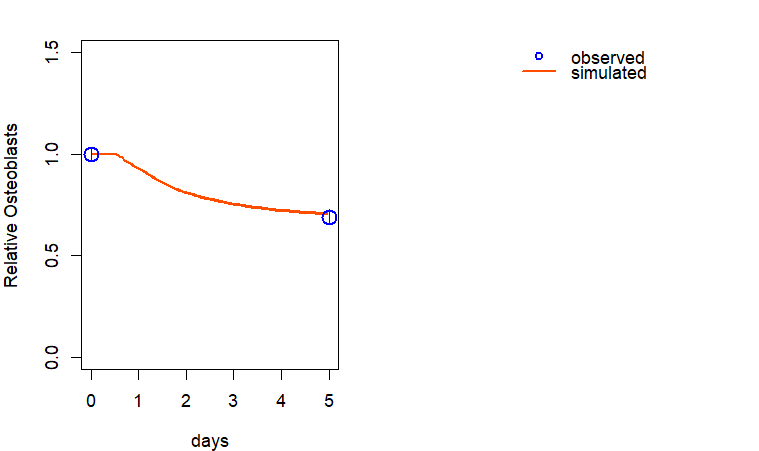 Relative Osteoblasts
1.5
1.0
0.5
0.0
0 1 2 3 4 5
days
observed
simulated